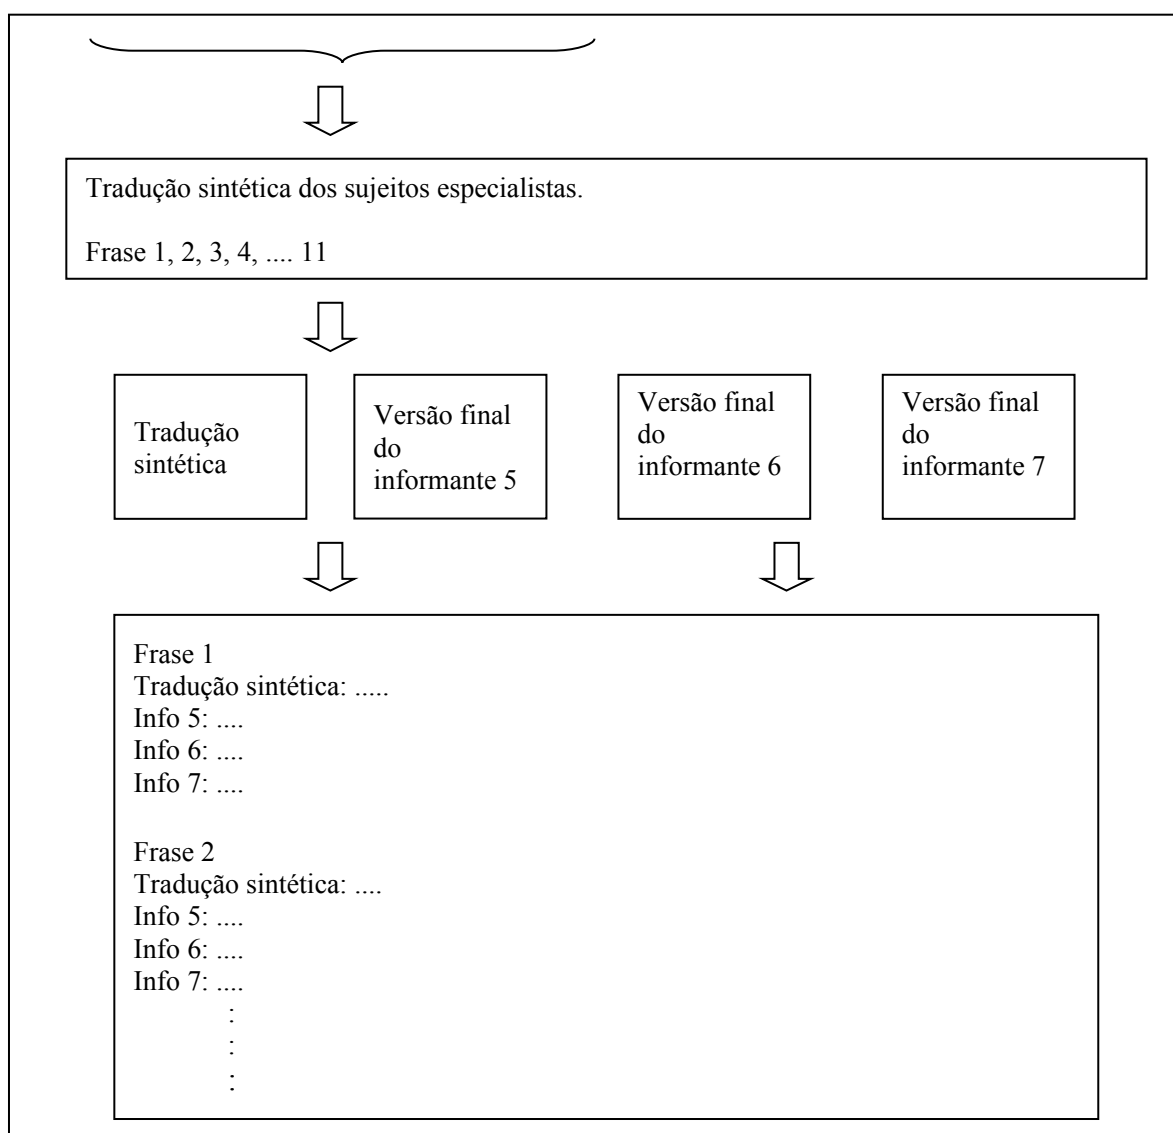 Tradução sintética dos sujeitos especialistas.
Frase 1, 2, 3, 4, .... 11
Tradução
sintética
Versão final
do
informante 5
Versão final
do
informante 6
Versão final
do
informante 7
Frase 1
Tradução sintética: .....
Info 5: ....
Info 6: ....
Info 7: ....
Frase 2
Tradução sintética: ....
Info 5: ....
Info 6: ....
Info 7: ....
:
:
: